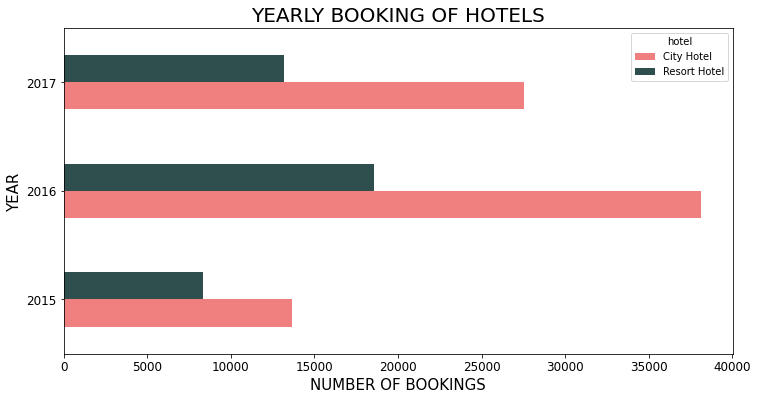 YEARLY BOOKING OF HOTELS
hotel
City Hotel
Resort Hotel
YEAR
2017
2016
2015
0 5000 10000 15000 20000 25000 30000 35000 40000
NUMBER OF BOOKINGS